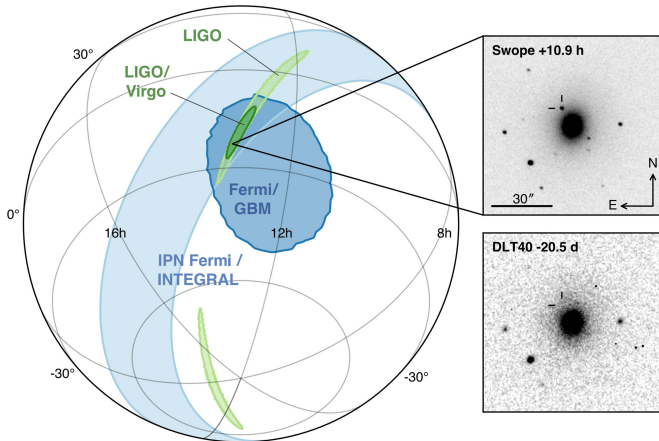 30°
LIGO
LIGO/
Virgo
Fermi/
GBM
0°
16h
12h
8h
IPN Fermi /
INTEGRAL
-30°
-30°
Swope +10.9 h
N
30"
E
DLT40 -20.5 d